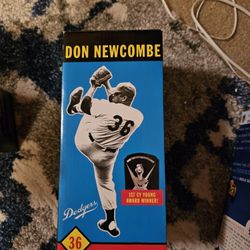 DON NEWCOMBE
36
1ST CY YOUNG
AWARD WINNER!
Dodgers
36